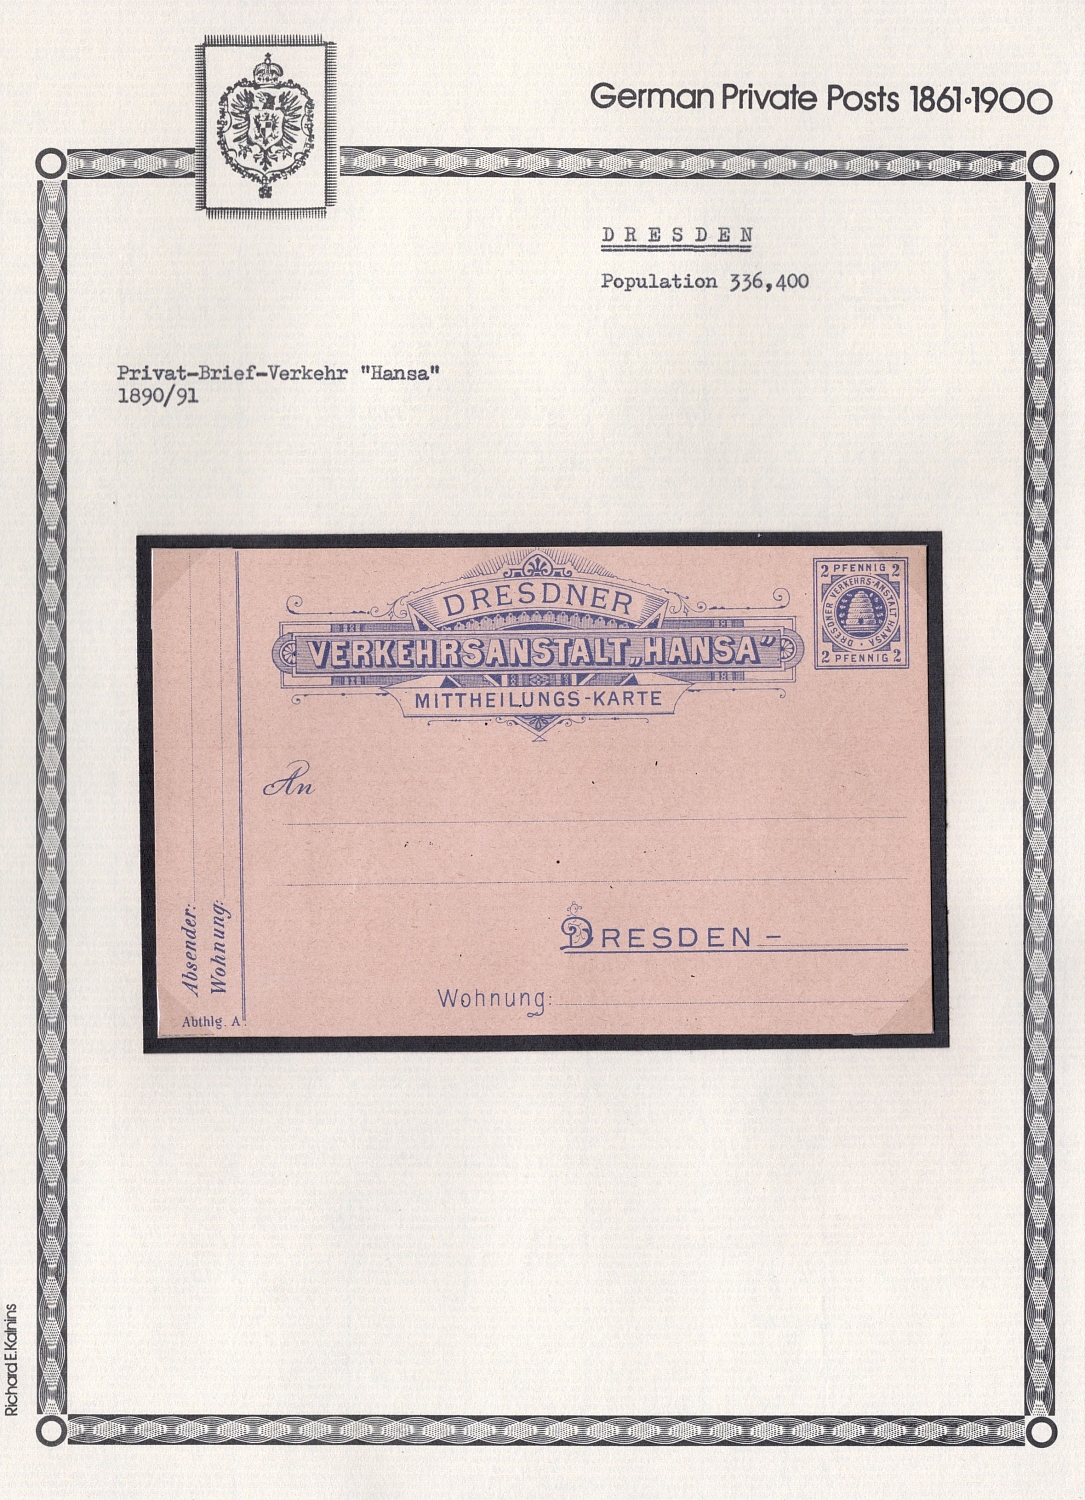 German Private Posts 1861·1900
DRESDEN
Population 336,400
Privat-Brief-Verkehr "Hansa"
1890/91
DRESDNER
VERKEHRSANSTALT „HANSA"
MITTHEILUNGS-KARTE
2 PFENNIG 2
DRESDNER VERKEHRS-ANSTALT HANSA
2 PFENNIG 2
An
DRESDEN –
Wohnung:
Absender:
Wohnung:
Abthlg. A.
Richard E. Kalnins